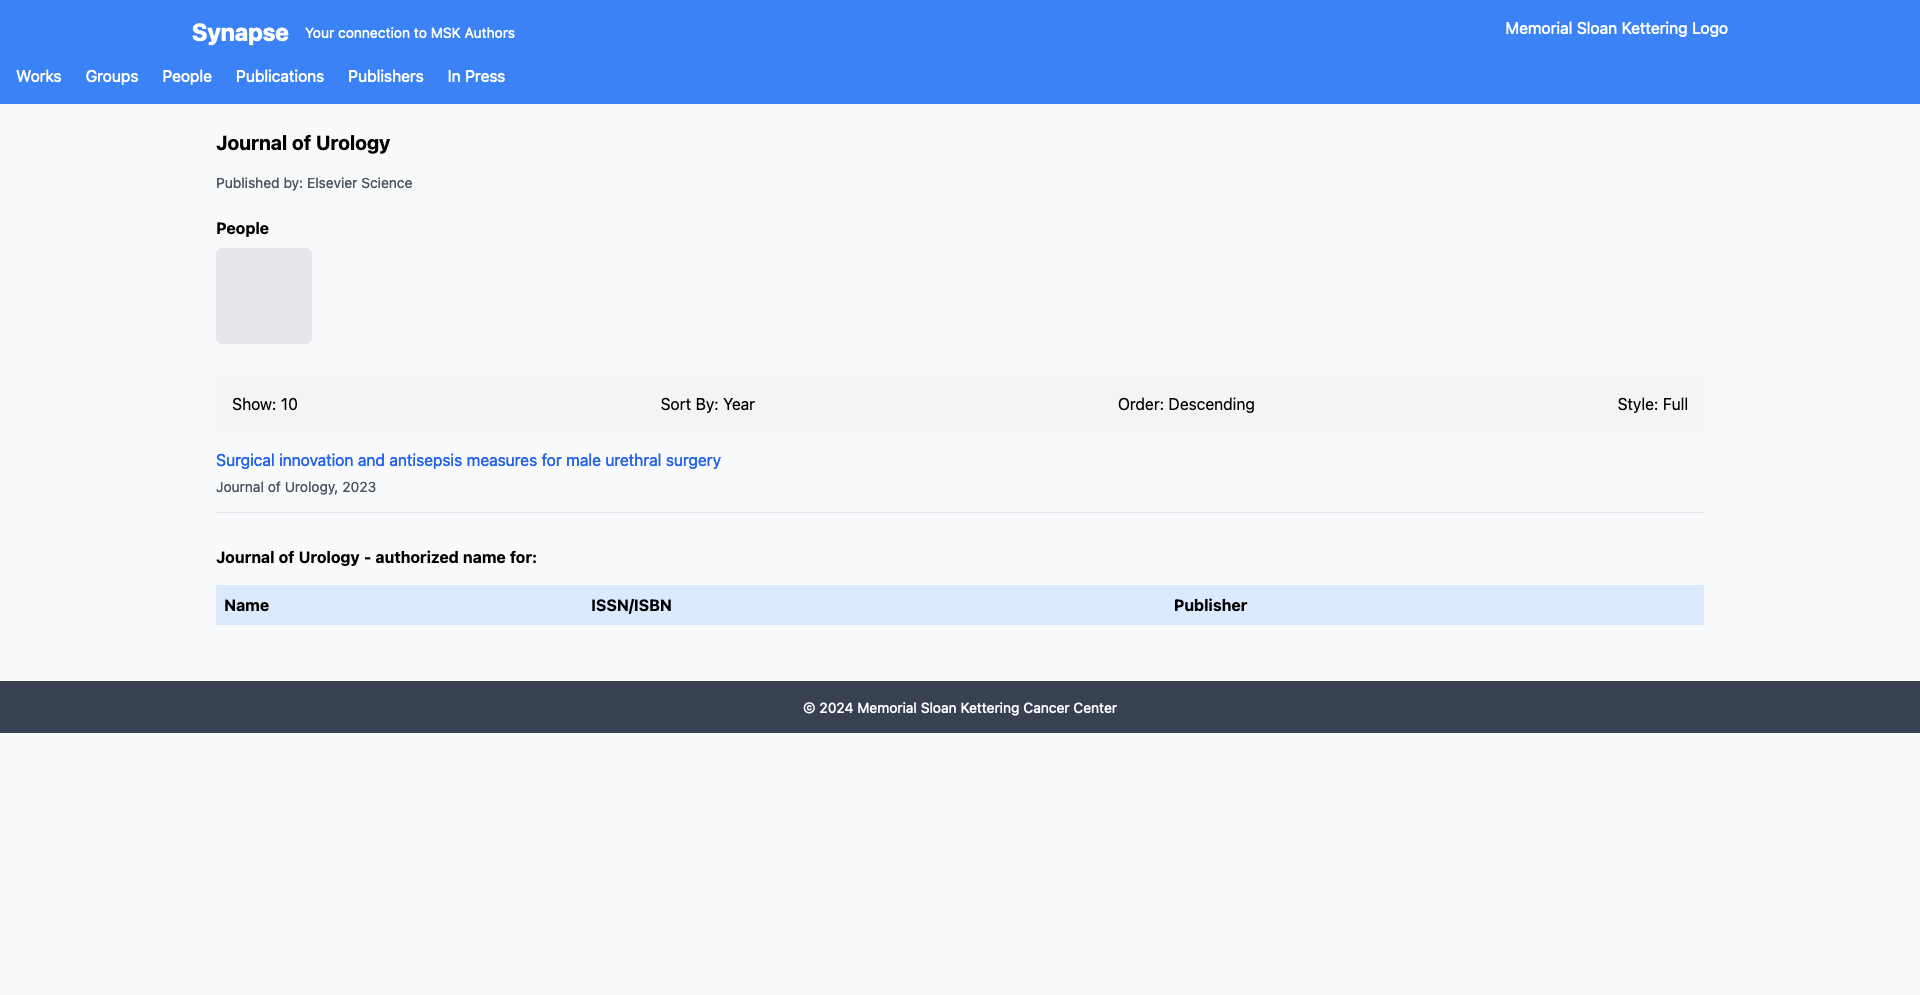 Synapse Your connection to MSK Authors
Memorial Sloan Kettering Logo
Works Groups People Publications Publishers In Press
Journal of Urology
Published by: Elsevier Science
People
Show: 10 Sort By: Year Order: Descending Style: Full
Surgical innovation and antisepsis measures for male urethral surgery
Journal of Urology, 2023
Journal of Urology - authorized name for:
Name ISSN/ISBN Publisher
© 2024 Memorial Sloan Kettering Cancer Center